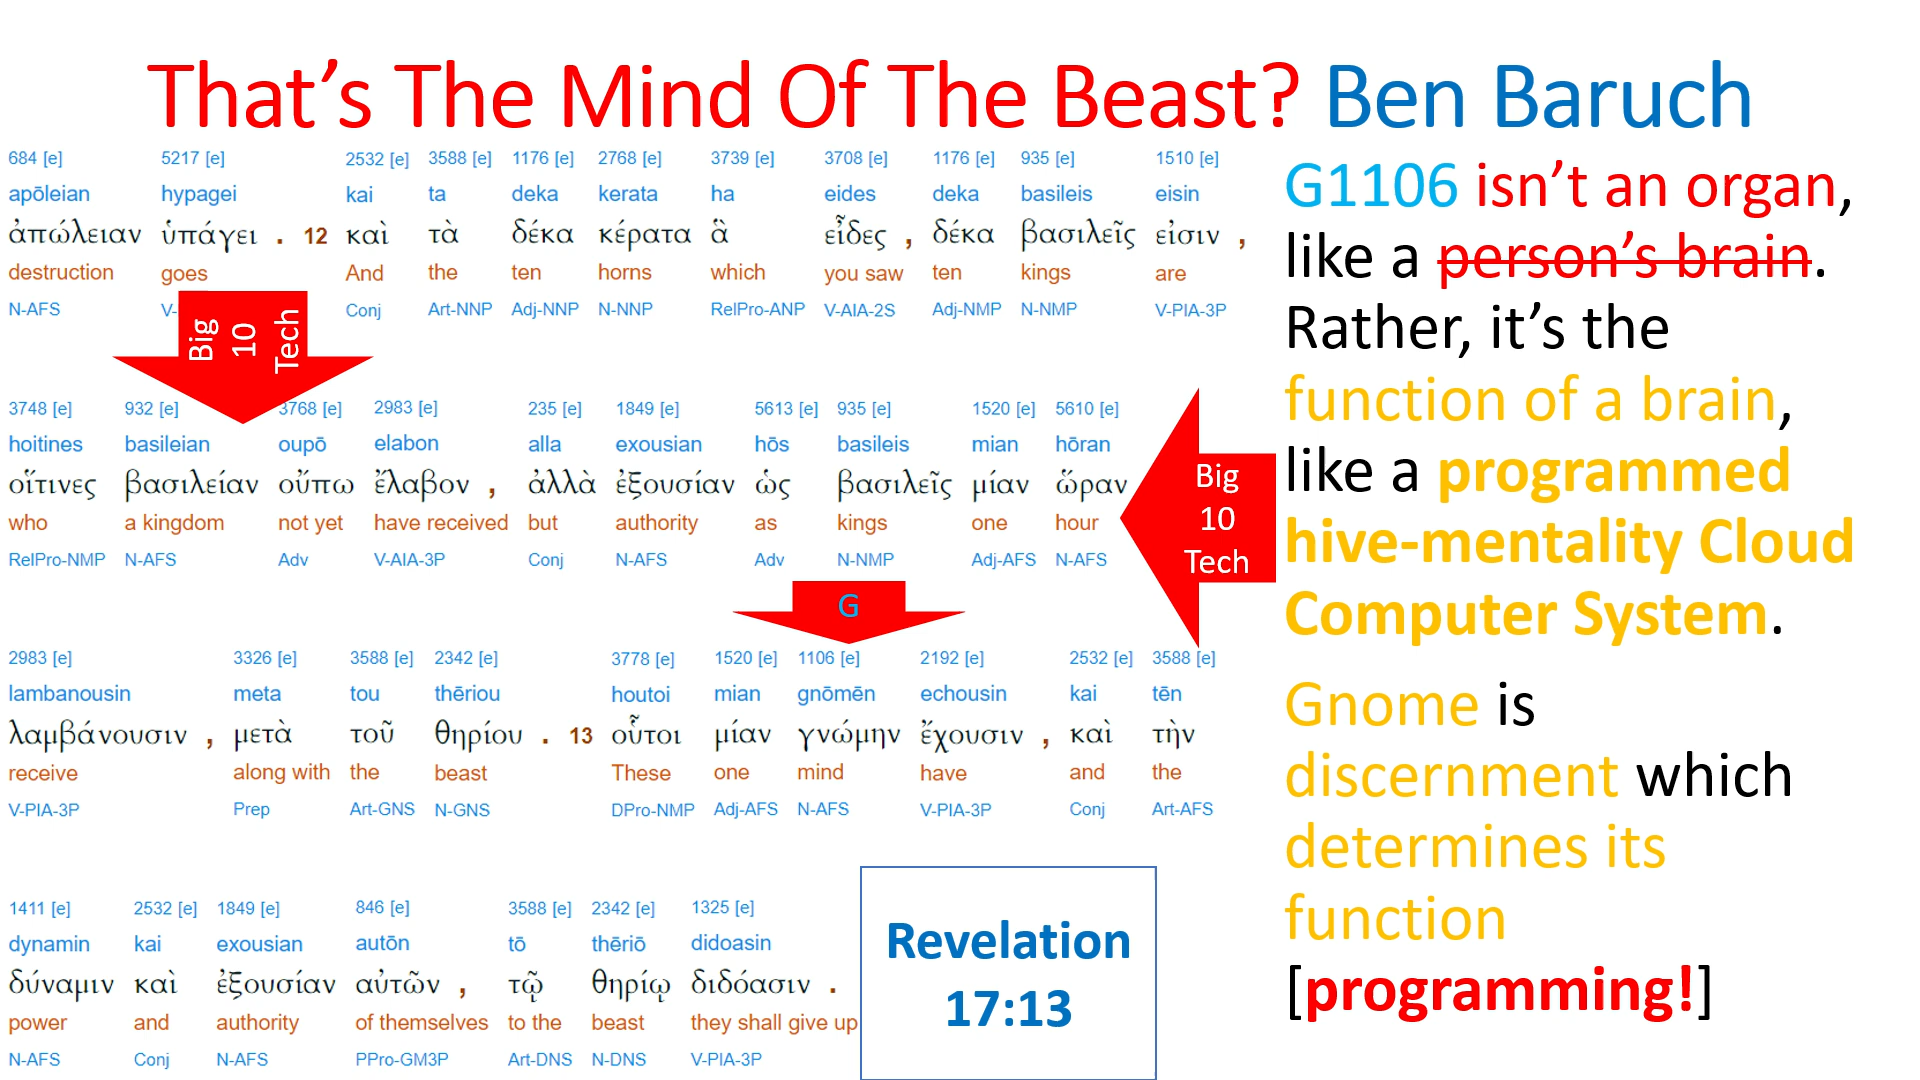 That's The Mind Of The Beast? Ben Baruch
684 [e] 5217 [e] 2532 [e] 3588 [e] 1176 [e] 2768 [e] 3739 [e] 3708 [e] 1176 [e] 935 [e] 1510 [e]
apōleian hypagei kai ta deka kerata ha eides deka basileis eisin
ἀπώλειαν ὑπάγει . 12 καὶ τὰ δέκα κέρατα ἃ εἶδες , δέκα βασιλεῖς εἰσιν ,
destruction goes And the ten horns which you saw ten kings are
N-AFS V- Conj Art-NNP Adj-NNP N-NNP RelPro-ANP V-AIA-2S Adj-NMP N-NMP V-PIA-3P
Big
10
Tech
3748 [e] 932 [e] 3768 [e] 2983 [e] 235 [e] 1849 [e] 5613 [e] 935 [e] 1520 [e] 5610 [e]
hoitines basileian oupō elabon alla exousian hōs basileis mian hōran
οἵτινες βασιλείαν οὔπω ἔλαβον , ἀλλὰ ἐξουσίαν ὡς βασιλεῖς μίαν ὥραν
who a kingdom not yet have received but authority as kings one hour
RelPro-NMP N-AFS Adv V-AIA-3P Conj N-AFS Adv N-NMP Adj-AFS N-AFS
Big
10
Tech
G
2983 [e] 3326 [e] 3588 [e] 2342 [e] 3778 [e] 1520 [e] 1106 [e] 2192 [e] 2532 [e] 3588 [e]
lambanousin meta tou thēriou houtoi mian gnōmēn echousin kai tēn
λαμβάνουσιν , μετὰ τοῦ θηρίου . 13 οὗτοι μίαν γνώμην ἔχουσιν , καὶ τὴν
receive along with the beast These one mind have and the
V-PIA-3P Prep Art-GNS N-GNS DPro-NMP Adj-AFS N-AFS V-PIA-3P Conj Art-AFS
1411 [e] 2532 [e] 1849 [e] 846 [e] 3588 [e] 2342 [e] 1325 [e]
dynamin kai exousian autōn tō thēriō didoasin
δύναμιν καὶ ἐξουσίαν αὐτῶν , τῷ θηρίῳ διδόασιν .
power and authority of themselves to the beast they shall give up
N-AFS Conj N-AFS PPro-GM3P Art-DNS N-DNS V-PIA-3P
Revelation
17:13
G1106 isn't an organ,
like a person's brain.
Rather, it's the
function of a brain,
like a programmed
hive-mentality Cloud
Computer System.
Gnome is
discernment which
determines its
function
[programming!]